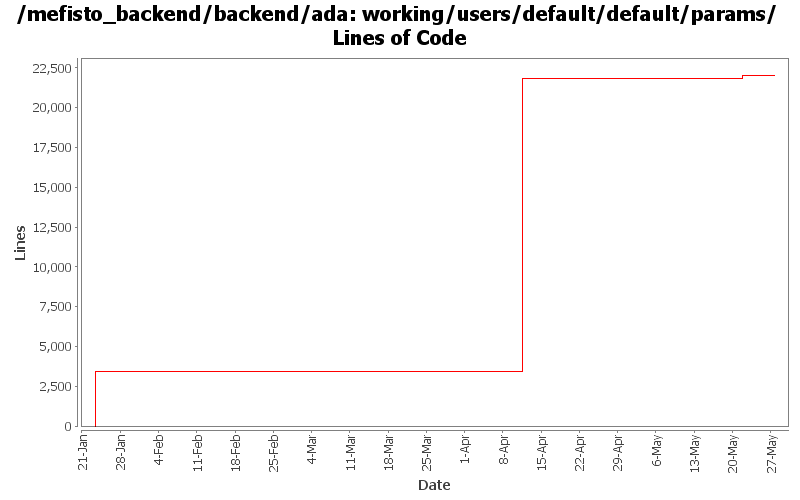 /mefisto_backend/backend/ada: working/users/default/default/params/
Lines of Code
22,500
20,000
17,500
15,000
12,500
10,000
7,500
5,000
2,500
0
Lines
21-Jan
28-Jan
4-Feb
11-Feb
18-Feb
25-Feb
4-Mar
11-Mar
18-Mar
25-Mar
1-Apr
8-Apr
15-Apr
22-Apr
29-Apr
6-May
13-May
20-May
27-May
Date